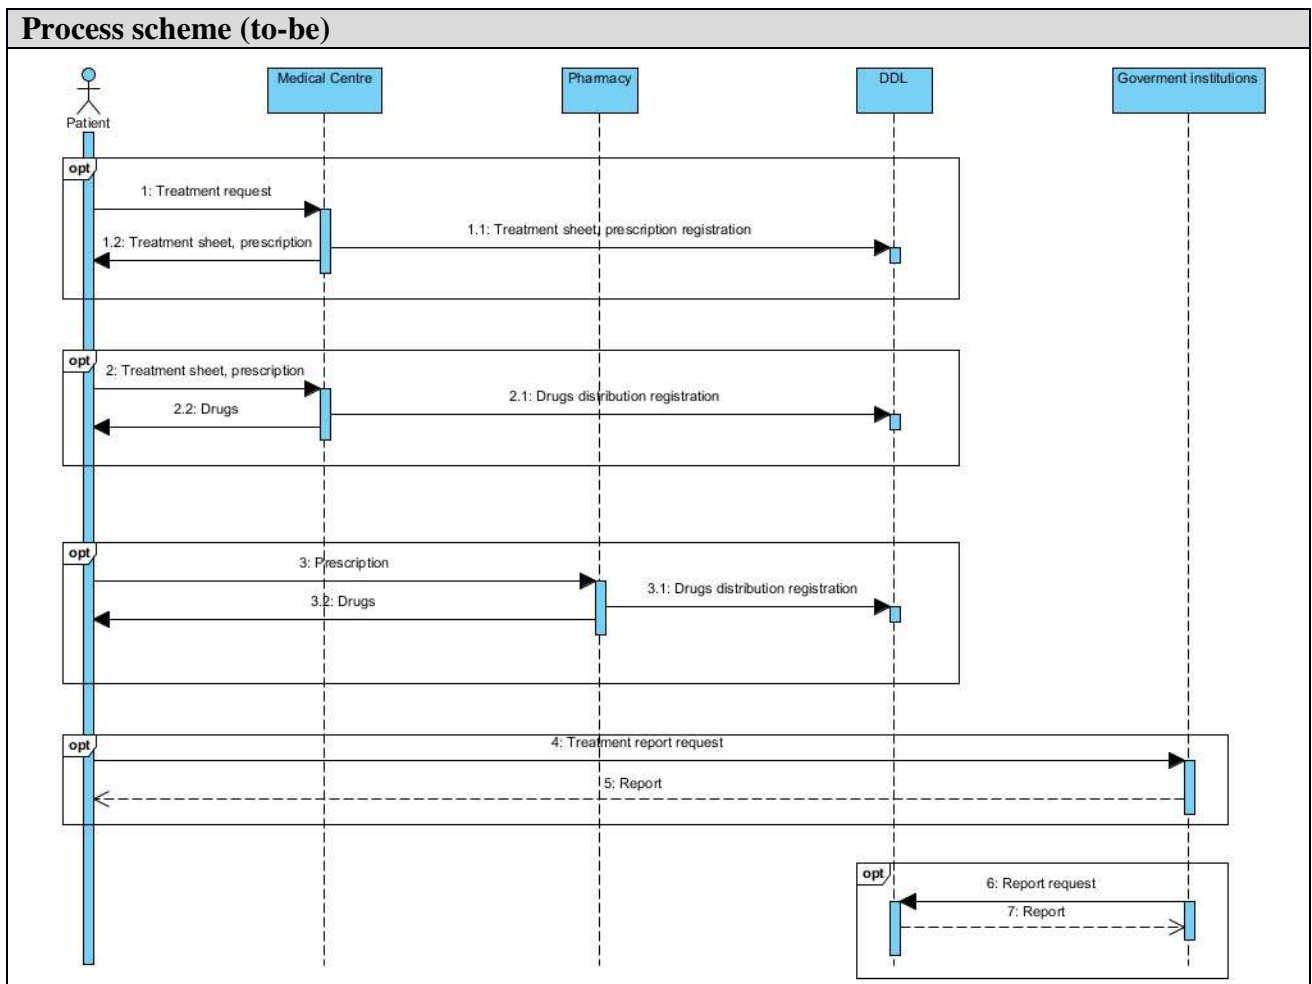 Process scheme (to-be)
Patient
Medical Centre
Pharmacy
DDL
Goverment institutions
opt
1: Treatment request
1.1: Treatment sheet, prescription registration
1.2: Treatment sheet, prescription
opt
2: Treatment sheet, prescription
2.1: Drugs distribution registration
2.2: Drugs
opt
3: Prescription
3.1: Drugs distribution registration
3.2: Drugs
opt
4: Treatment report request
5: Report
opt
6: Report request
7: Report